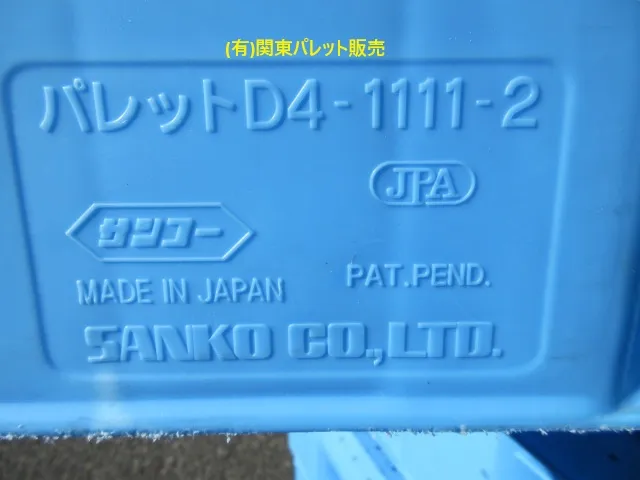 (有)関東パレット販売
パレットD4-1111-2
JPA
サンコー
PAT.PEND.
MADE IN JAPAN
SANKO CO.,LTD.